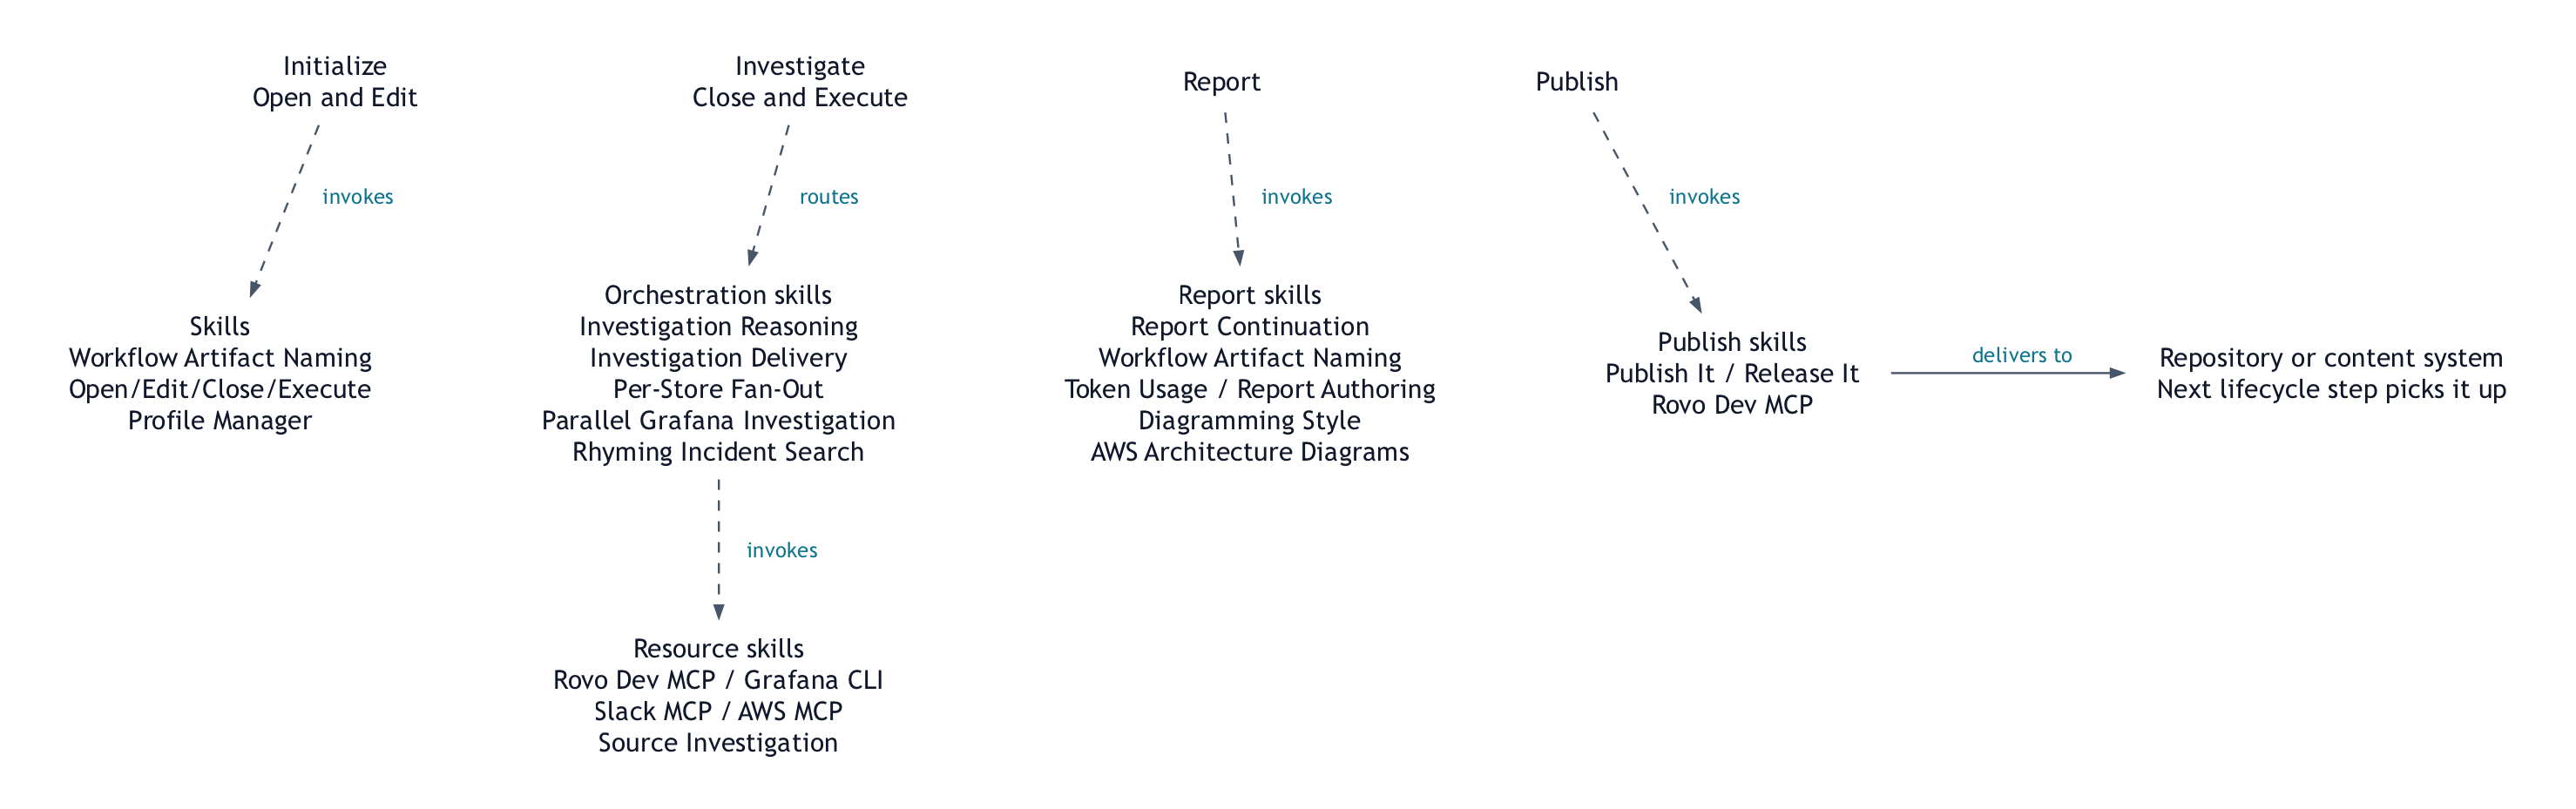 Initialize
Open and Edit
invokes
Skills
Workflow Artifact Naming
Open/Edit/Close/Execute
Profile Manager
Investigate
Close and Execute
routes
Orchestration skills
Investigation Reasoning
Investigation Delivery
Per-Store Fan-Out
Parallel Grafana Investigation
Rhyming Incident Search
invokes
Resource skills
Rovo Dev MCP / Grafana CLI
Slack MCP / AWS MCP
Source Investigation
Report
invokes
Report skills
Report Continuation
Workflow Artifact Naming
Token Usage / Report Authoring
Diagramming Style
AWS Architecture Diagrams
Publish
invokes
Publish skills
Publish It / Release It
Rovo Dev MCP
delivers to
Repository or content system
Next lifecycle step picks it up